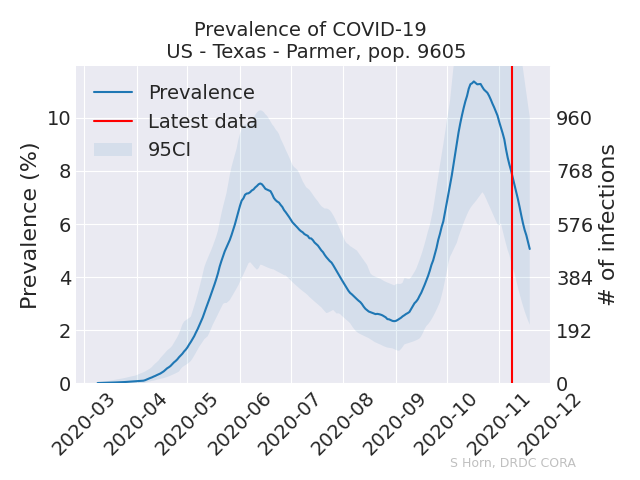 Prevalence of COVID-19
US - Texas - Parmer, pop. 9605
Prevalence
Latest data
95CI
Prevalence (%)
10
8
6
4
2
0
960
768
576
384
192
0
# of infections
2020-03
2020-04
2020-05
2020-06
2020-07
2020-08
2020-09
2020-10
2020-11
2020-12
S Horn, DRDC CORA